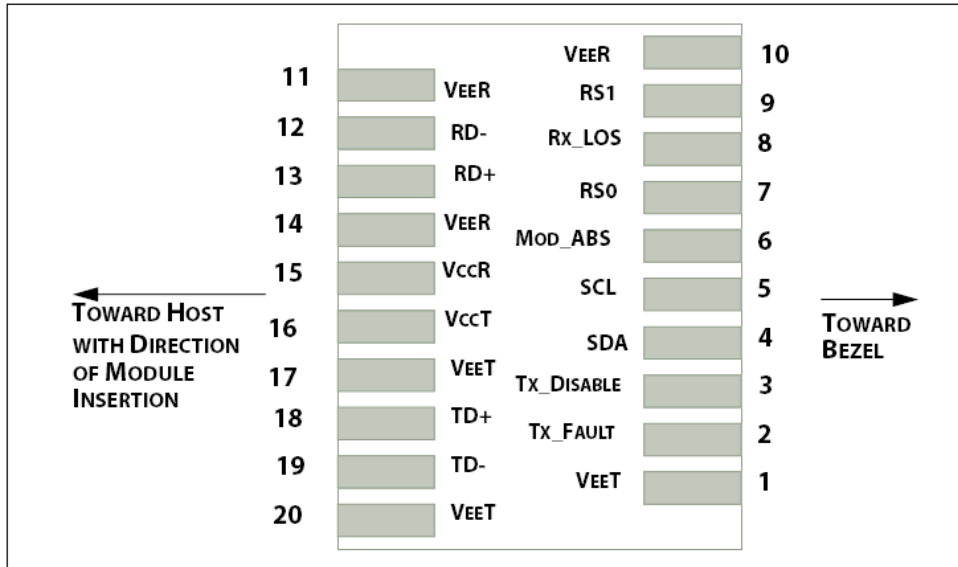 VEER 10
11 VEER
RS1 9
12 RD-
RX_LOS 8
13 RD+
RS0 7
14 VEER
MOD_ABS 6
15 VCCR
SCL 5
16 VCCT
SDA 4
17 VEET
TX_DISABLE 3
18 TD+
TX_FAULT 2
19 TD-
VEET 1
20 VEET
TOWARD HOST
WITH DIRECTION
OF MODULE
INSERTION
TOWARD
BEZEL